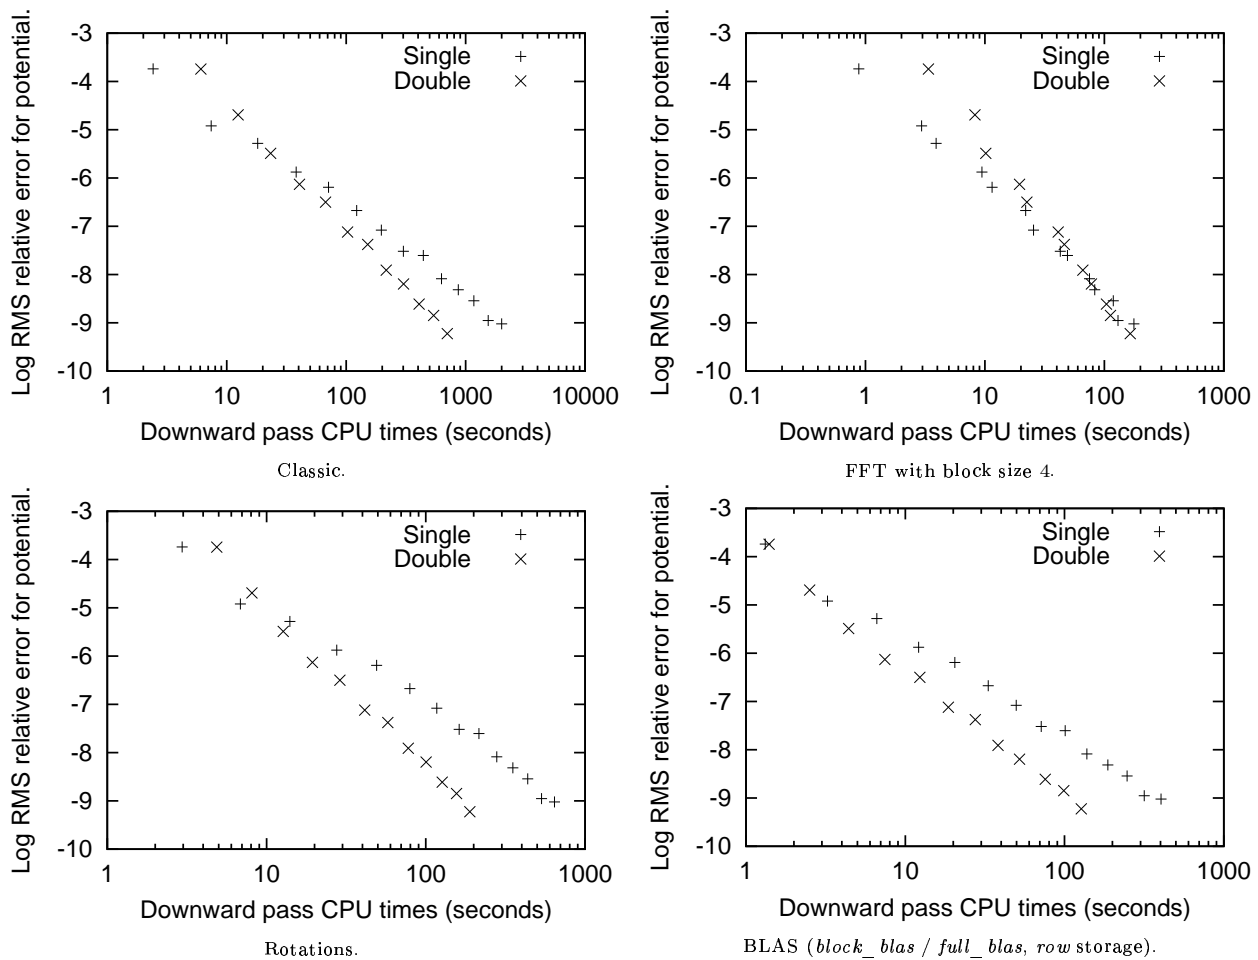 Log RMS relative error for potential.
-3
-4
-5
-6
-7
-8
-9
-10
Single
Double
1 10 100 1000 10000
Downward pass CPU times (seconds)
Classic.
Log RMS relative error for potential.
-3
-4
-5
-6
-7
-8
-9
-10
Single
Double
0.1 1 10 100 1000
Downward pass CPU times (seconds)
FFT with block size 4.
Log RMS relative error for potential.
-3
-4
-5
-6
-7
-8
-9
-10
Single
Double
1 10 100 1000
Downward pass CPU times (seconds)
Rotations.
Log RMS relative error for potential.
-3
-4
-5
-6
-7
-8
-9
-10
Single
Double
1 10 100 1000
Downward pass CPU times (seconds)
BLAS (block_blas / full_blas, row storage).